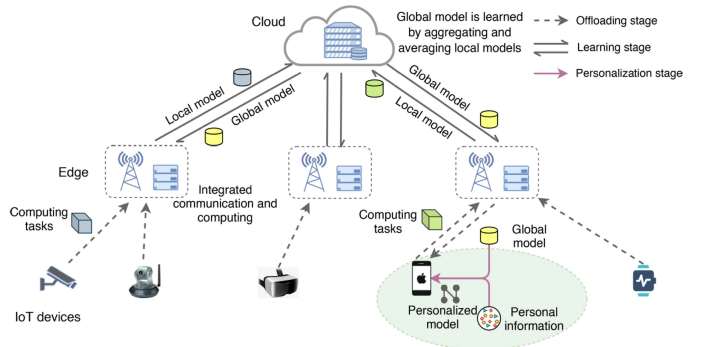 Cloud
Global model is learned
by aggregating and
averaging local models
Offloading stage
Learning stage
Personalization stage
Local model
Global model
Global model
Local model
Edge
Integrated
communication and
computing
Computing
tasks
Computing
tasks
Global
model
IoT devices
Personalized
model
Personal
information